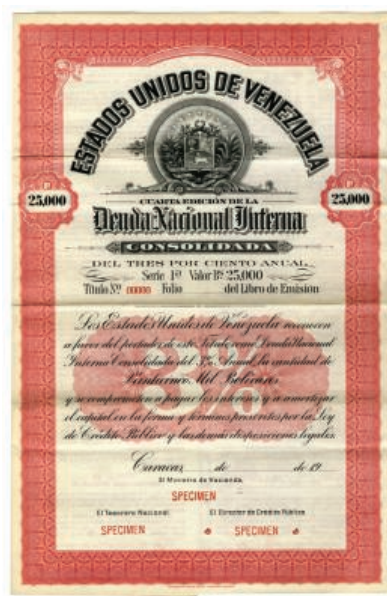 ESTADOS UNIDOS DE VENEZUELA
25,000 25,000
CUARTA EDICIÓN DE LA
Deuda Nacional Interna
CONSOLIDADA
DEL TRES POR CIENTO ANUAL
Serie 1ª Valor Bs 25,000
Título Nº 00000 Folio del Libro de Emisión
Los Estados Unidos de Venezuela reconocen
a favor del portador de este Título como Deuda Nacional
Interna Consolidada del 3% Anual, la cantidad de
Veinticinco Mil Bolívares
y se comprometen a pagar los intereses y a amortizar
el capital en la forma y términos prescritos por la Ley
de Crédito Público y las demás disposiciones legales.
Caracas, de de 19
El Ministro de Hacienda,
SPECIMEN
El Tesorero Nacional El Director de Crédito Público
SPECIMEN SPECIMEN